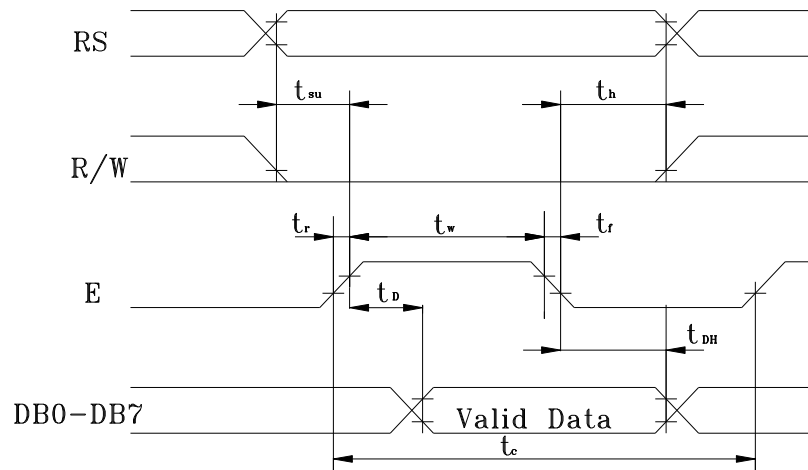 RS
tsu
th
R/W
tr
tw
tf
E
tD
tDH
DB0-DB7
Valid Data
tc